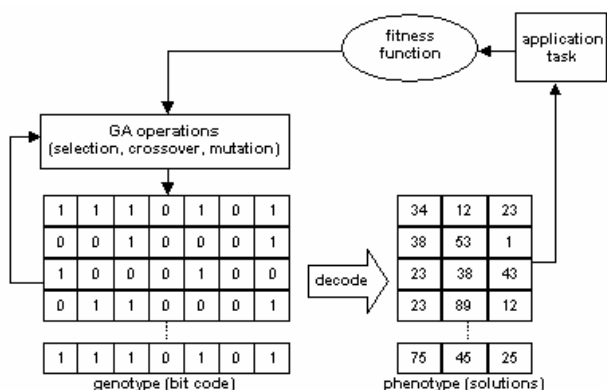 fitness
function
application
task
GA operations
(selection, crossover, mutation)
1 1 1 0 1 0 1
0 0 1 0 0 0 1
1 0 0 0 1 0 0
0 1 1 0 0 0 1
1 1 1 0 1 0 1
genotype (bit code)
decode
34 12 23
38 53 1
23 38 43
23 89 12
75 45 25
phenotype (solutions)